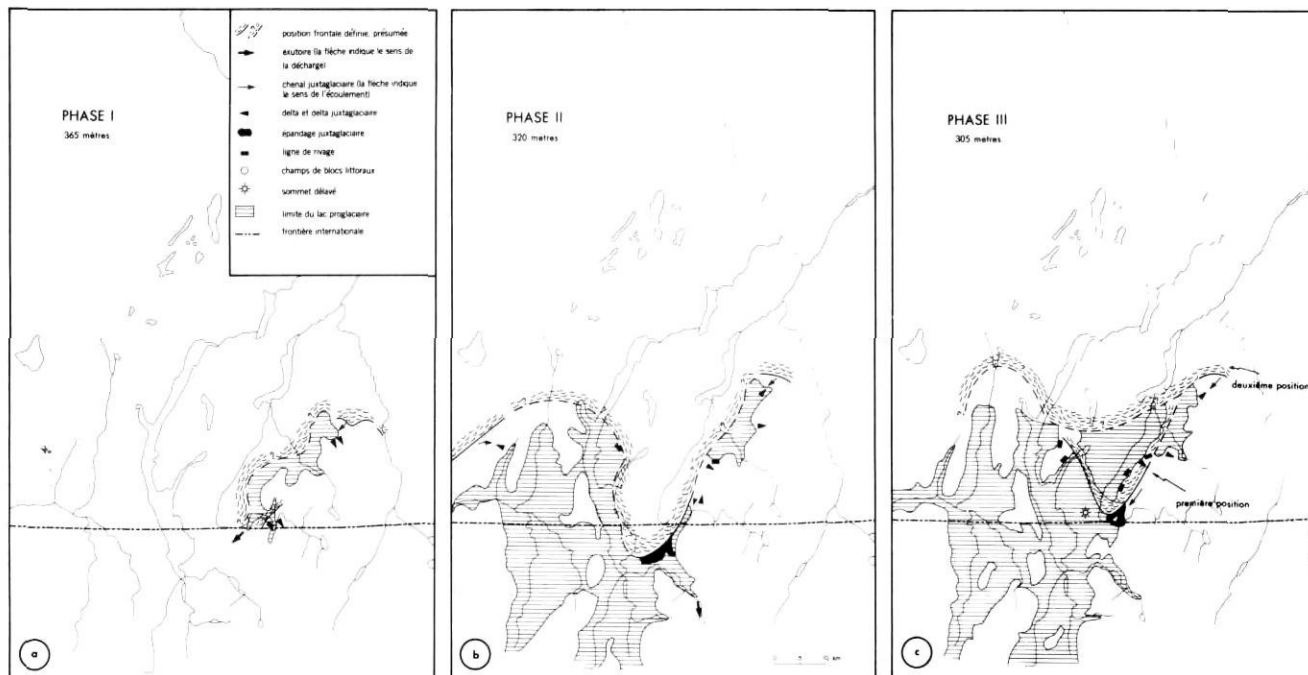 PHASE I
365 mètres
position frontale définie, présumée
exutoire (la flèche indique le sens de
la décharge)
chenal juxtaglaciaire (la flèche indique
le sens de l'écoulement)
delta et delta juxtaglaciaire
epandage juxtaglaciaire
ligne de rivage
champs de blocs littoraux
sommet délavé
limite du lac proglaciaire
frontière internationale
a
PHASE II
320 mètres
km
b
PHASE III
305 mètres
deuxième position
première position
c